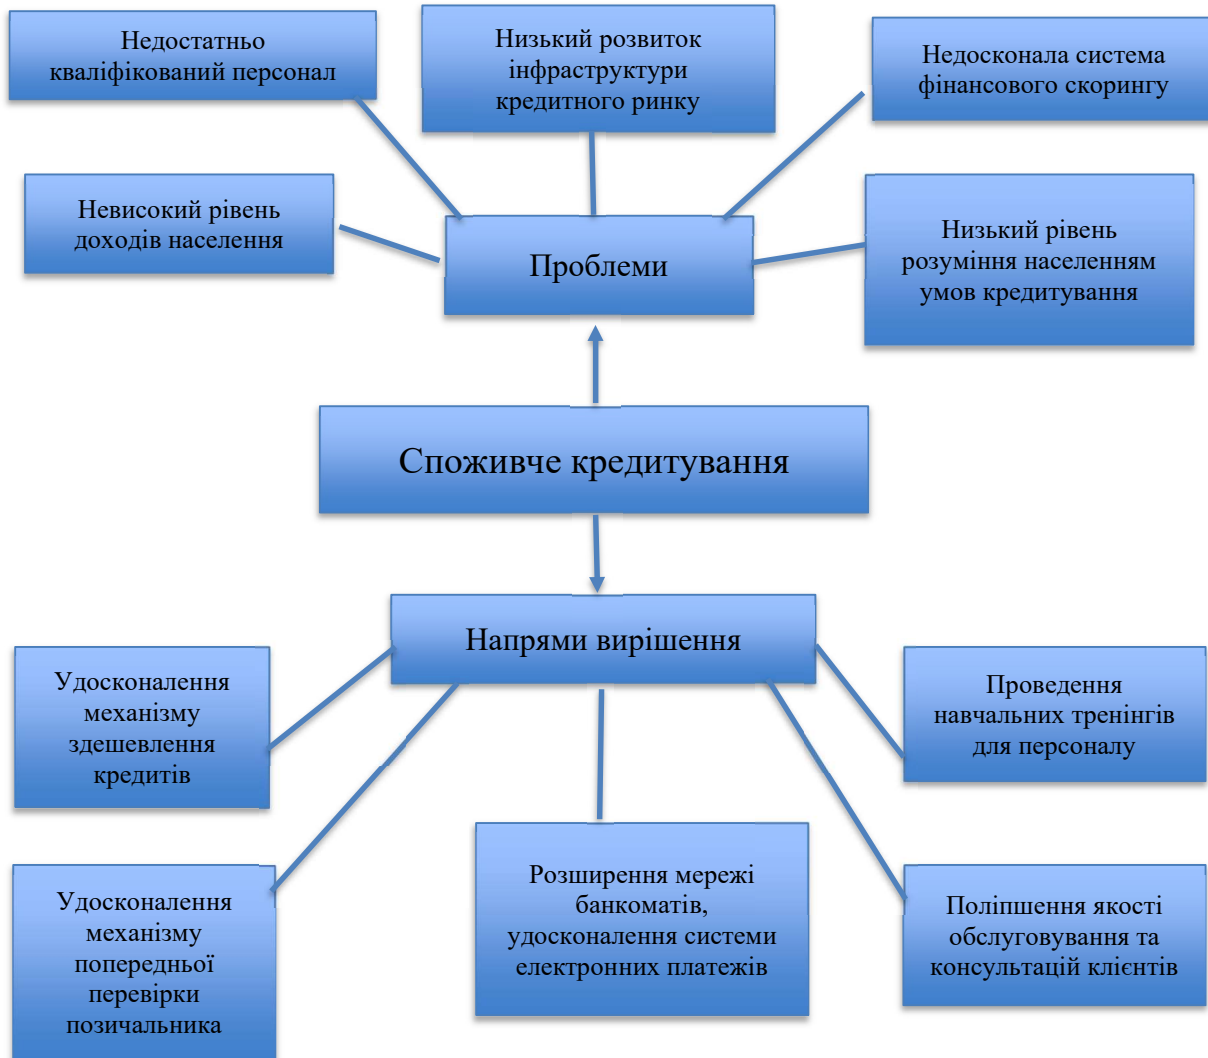 Недостатньо
кваліфікований персонал
Низький розвиток
інфраструктури
кредитного ринку
Недосконала система
фінансового скорингу
Невисокий рівень
доходів населення
Проблеми
Низький рівень
розуміння населенням
умов кредитування
Споживче кредитування
Напрями вирішення
Удосконалення
механізму
здешевлення
кредитів
Проведення
навчальних тренінгів
для персоналу
Удосконалення
механізму
попередньої
перевірки
позичальника
Розширення мережі
банкоматів,
удосконалення системи
електронних платежів
Поліпшення якості
обслуговування та
консультацій клієнтів